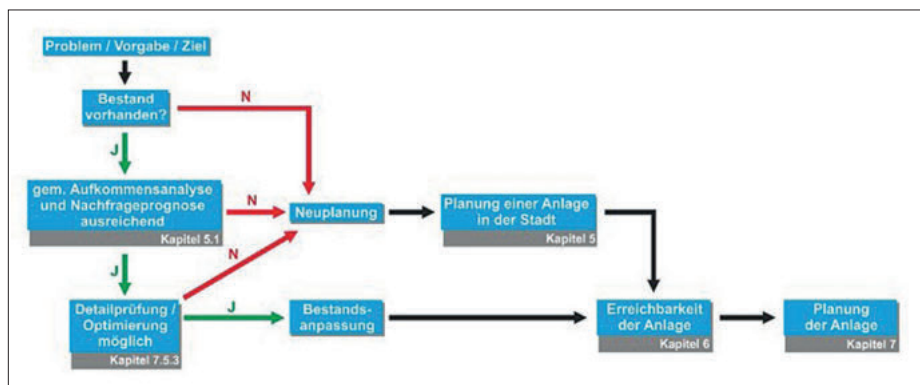 Problem / Vorgabe / Ziel
Bestand
vorhanden?
N
J
gem. Aufkommensanalyse
und Nachfrageprognose
ausreichend
Kapitel 5.1
N
Neuplanung
Planung einer Anlage
in der Stadt
Kapitel 5
J
N
Detailprüfung /
Optimierung
möglich
Kapitel 7.5.3
J
Bestands-
anpassung
Erreichbarkeit
der Anlage
Kapitel 6
Planung
der Anlage
Kapitel 7